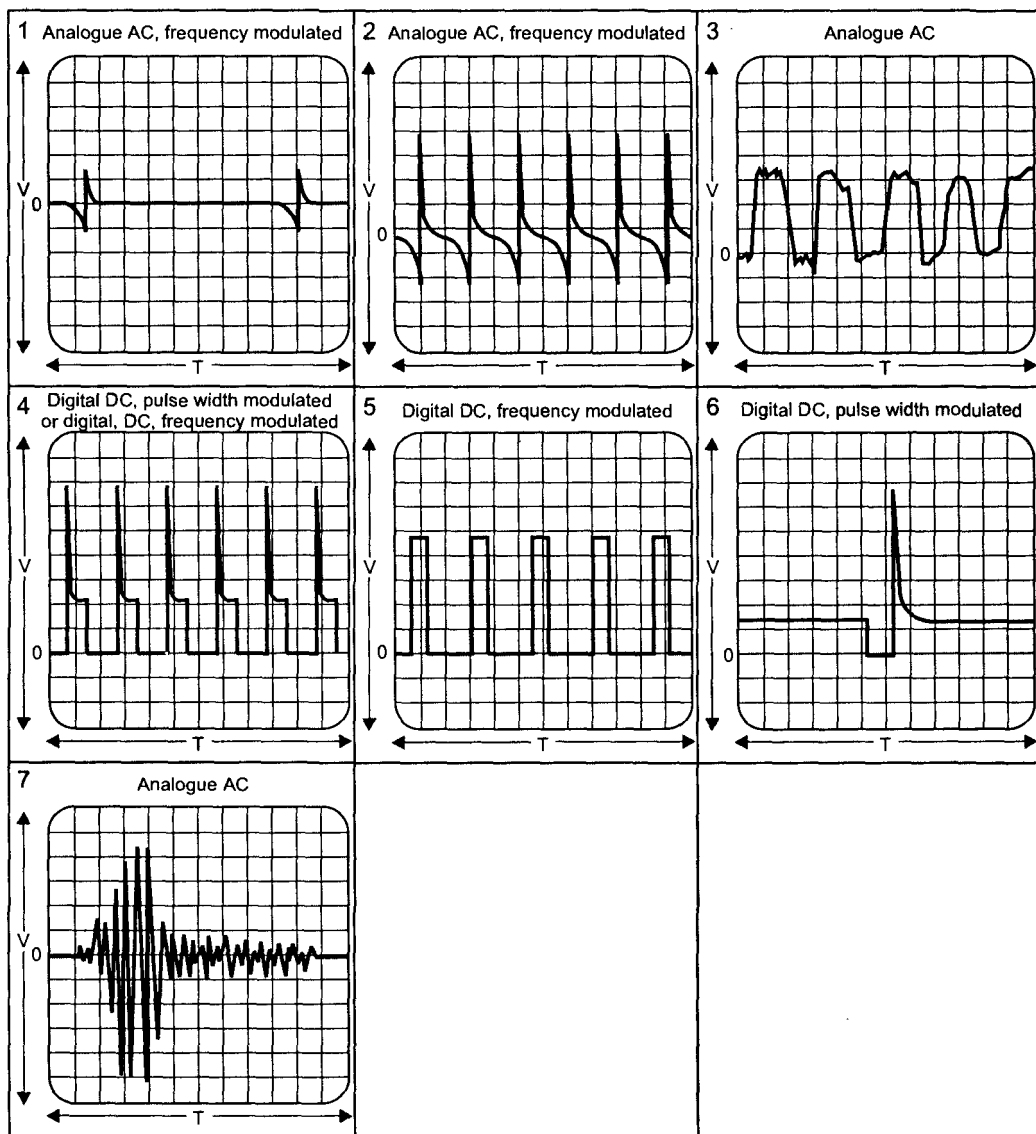 1 Analogue AC, frequency modulated
V
0
T
2 Analogue AC, frequency modulated
V
0
T
3 Analogue AC
V
0
T
4 Digital DC, pulse width modulated
or digital, DC, frequency modulated
V
0
T
5 Digital DC, frequency modulated
V
0
T
6 Digital DC, pulse width modulated
V
0
T
7 Analogue AC
V
0
T